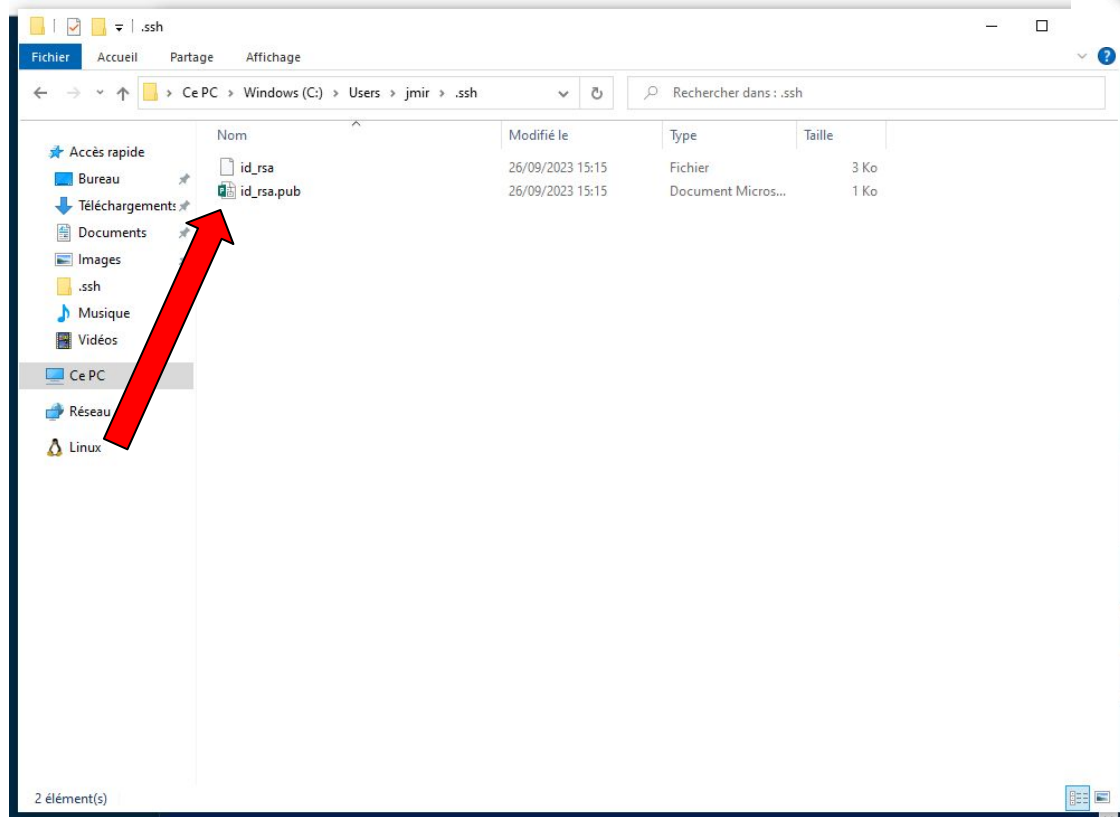 .ssh
Fichier Accueil Partage Affichage
Ce PC Windows (C:) Users jmir .ssh Rechercher dans : .ssh
Nom Modifié le Type Taille
Accès rapide
id_rsa 26/09/2023 15:15 Fichier 3 Ko
Bureau
id_rsa.pub 26/09/2023 15:15 Document Micros... 1 Ko
Téléchargements
Documents
Images
.ssh
Musique
Vidéos
Ce PC
Réseau
Linux
2 élément(s)